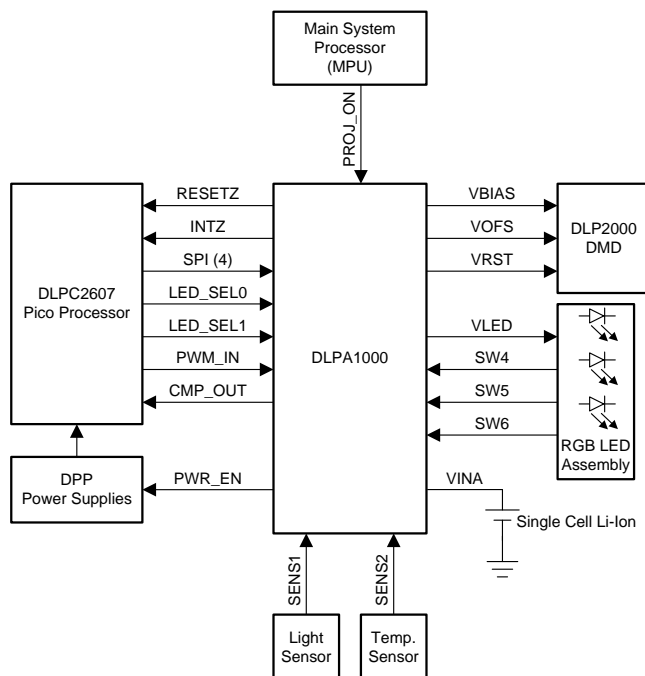 Main System
Processor
(MPU)
PROJ_ON
RESETZ
INTZ
SPI (4)
LED_SEL0
LED_SEL1
PWM_IN
CMP_OUT
PWR_EN
DLPC2607
Pico Processor
DPP
Power Supplies
DLPA1000
VBIAS
VOFS
VRST
VLED
SW4
SW5
SW6
VINA
DLP2000
DMD
RGB LED
Assembly
Single Cell Li-Ion
SENS1
SENS2
Light
Sensor
Temp.
Sensor